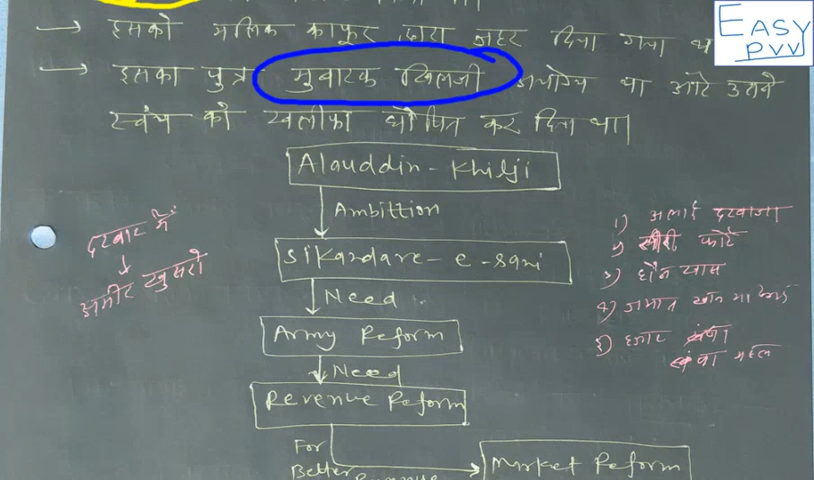 EASY
PVV
→ इसको मलिक काफूर द्वारा जहर दिया गया था
→ इसका पुत्र मुबारक खिलजी अयोग्य था और उसने
स्वंय को खलीफा घोषित कर दिया था।
Alauddin - Khilji
Ambittion
Sikandare - e - sani
Need
Army Reform
Need
Revenue Reform
For
Better
Market Reform
दरबार में
↓
अमीर खुसरो
1) अलाई दरवाजा
2) सीरी फोर्ट
3) हौज खास
4) जमात खान
5) हजार
खंभा महल